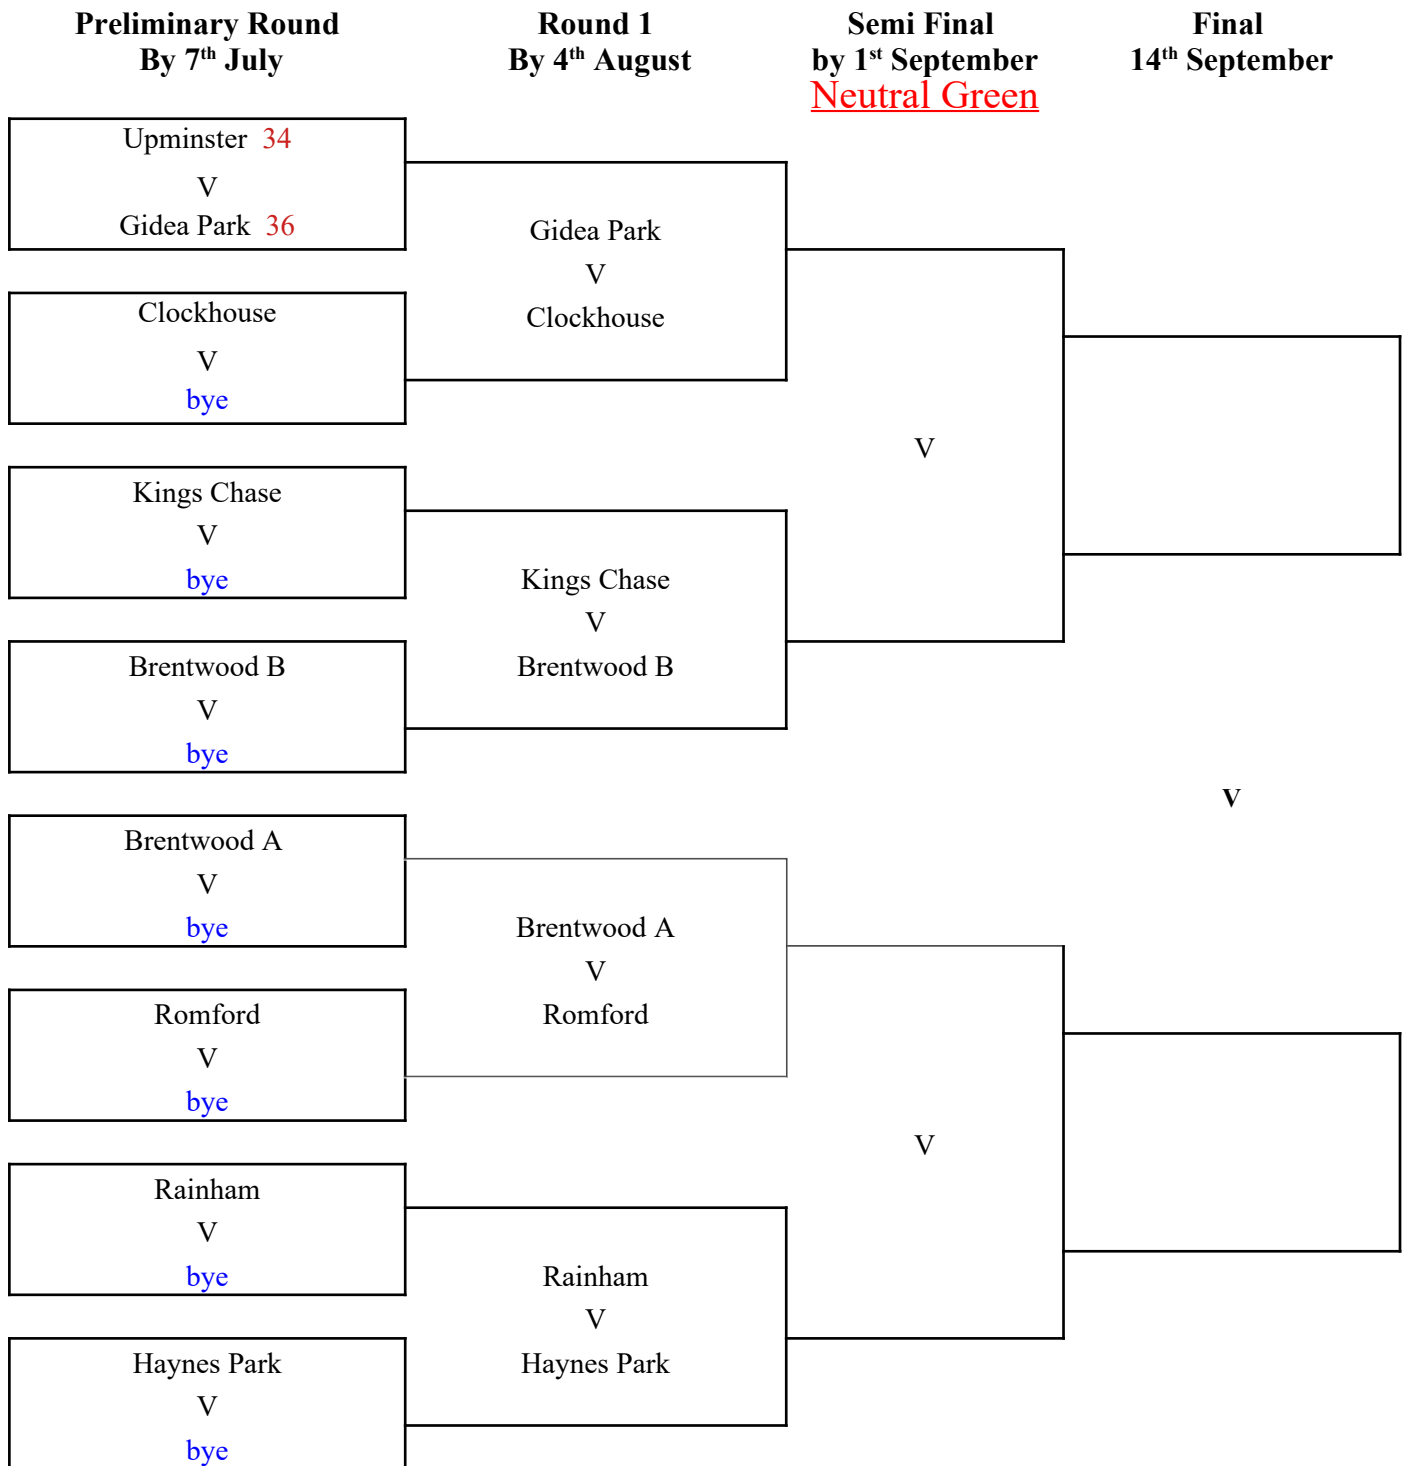 Preliminary Round
By 7th July
Round 1
By 4th August
Semi Final
by 1st September
Neutral Green
Final
14th September
Upminster 34
V
Gidea Park 36
Clockhouse
V
bye
Kings Chase
V
bye
Brentwood B
V
bye
Brentwood A
V
bye
Romford
V
bye
Rainham
V
bye
Haynes Park
V
bye
Gidea Park
V
Clockhouse
Kings Chase
V
Brentwood B
Brentwood A
V
Romford
Rainham
V
Haynes Park
V
V
V